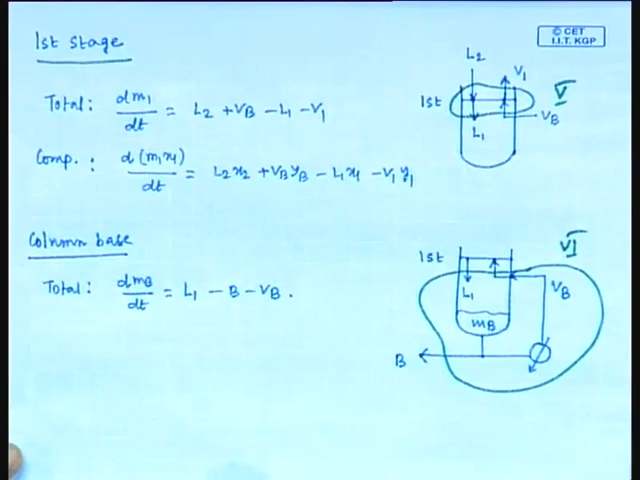 1st stage
© CET
I.I.T. KGP
Total: dm1/dt = L2 + VB - L1 - V1
Comp.: d(m1x1)/dt = L2x2 + VByB - L1x1 - V1y1
L2
V1
V
1st
VB
L1
Column base
Total: dmB/dt = L1 - B - VB.
VI
1st
L1
VB
mB
B